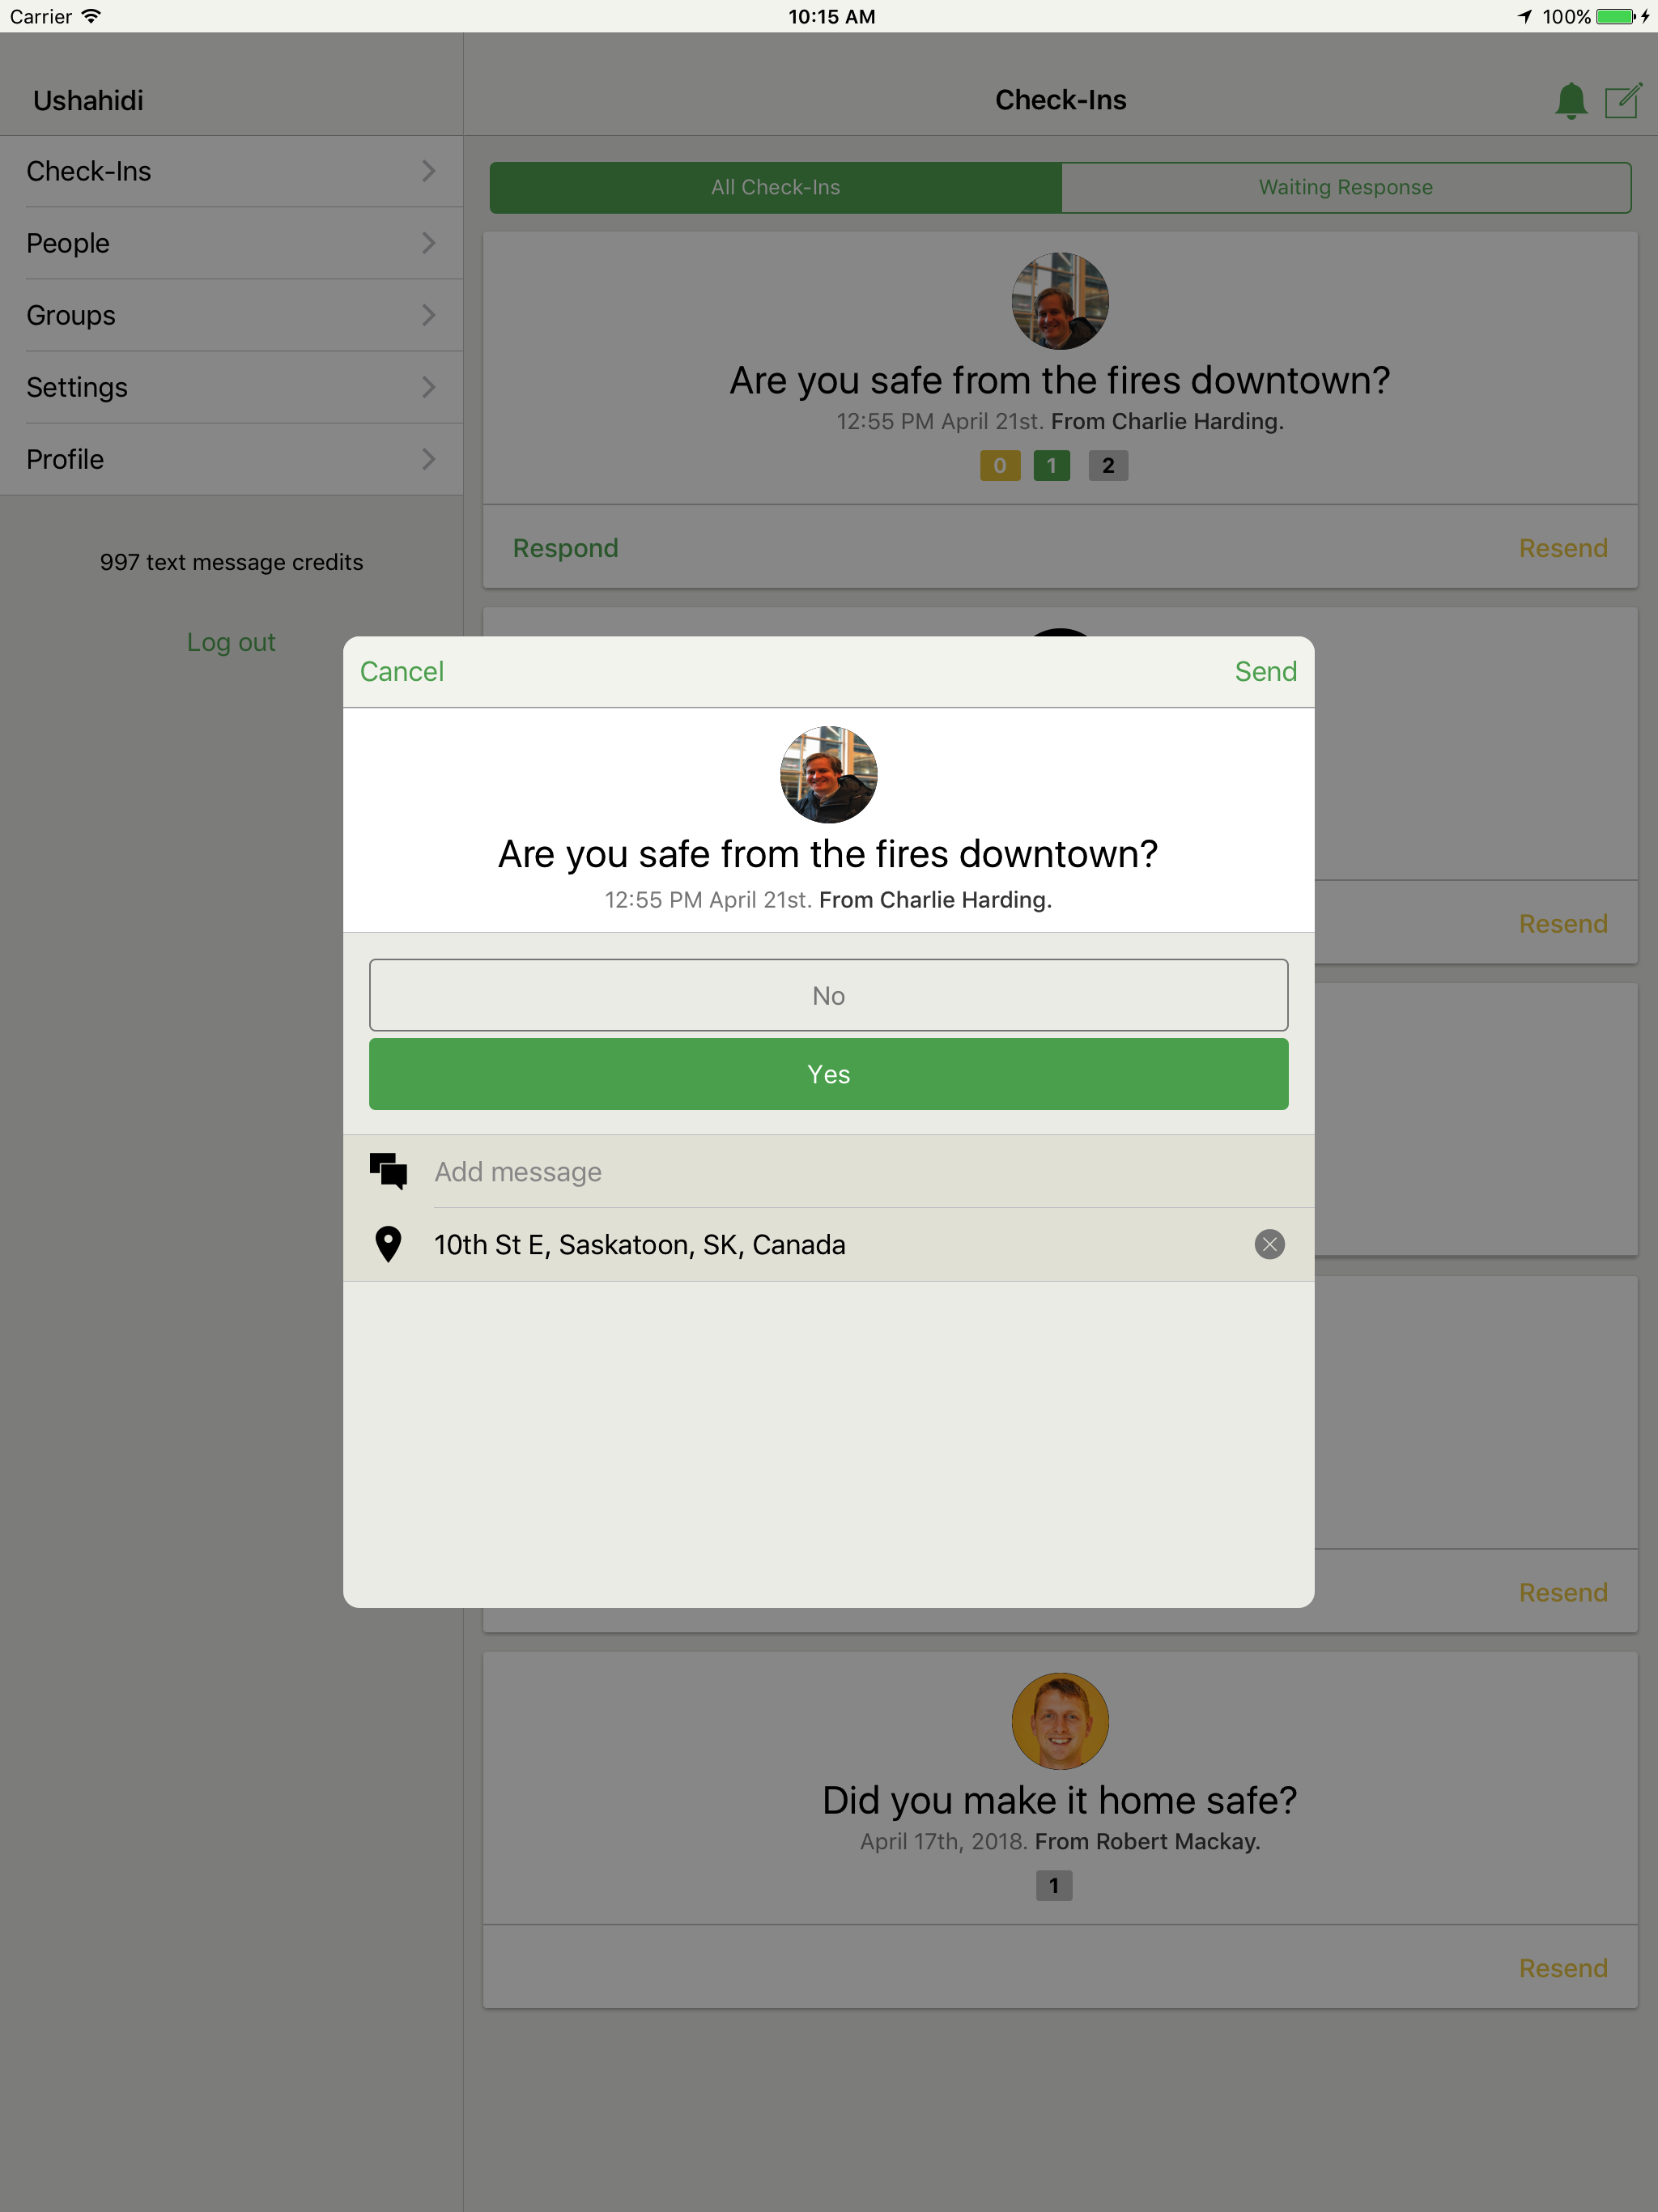 Carrier
10:15 AM
100%
Ushahidi
Check-Ins
People
Groups
Settings
Profile
997 text message credits
Log out
Check-Ins
All Check-Ins
Waiting Response
Are you safe from the fires downtown?
12:55 PM April 21st. From Charlie Harding.
0 1 2
Respond
Resend
Resend
Cancel
Send
Are you safe from the fires downtown?
12:55 PM April 21st. From Charlie Harding.
No
Yes
Add message
10th St E, Saskatoon, SK, Canada
Resend
Did you make it home safe?
April 17th, 2018. From Robert Mackay.
1
Resend